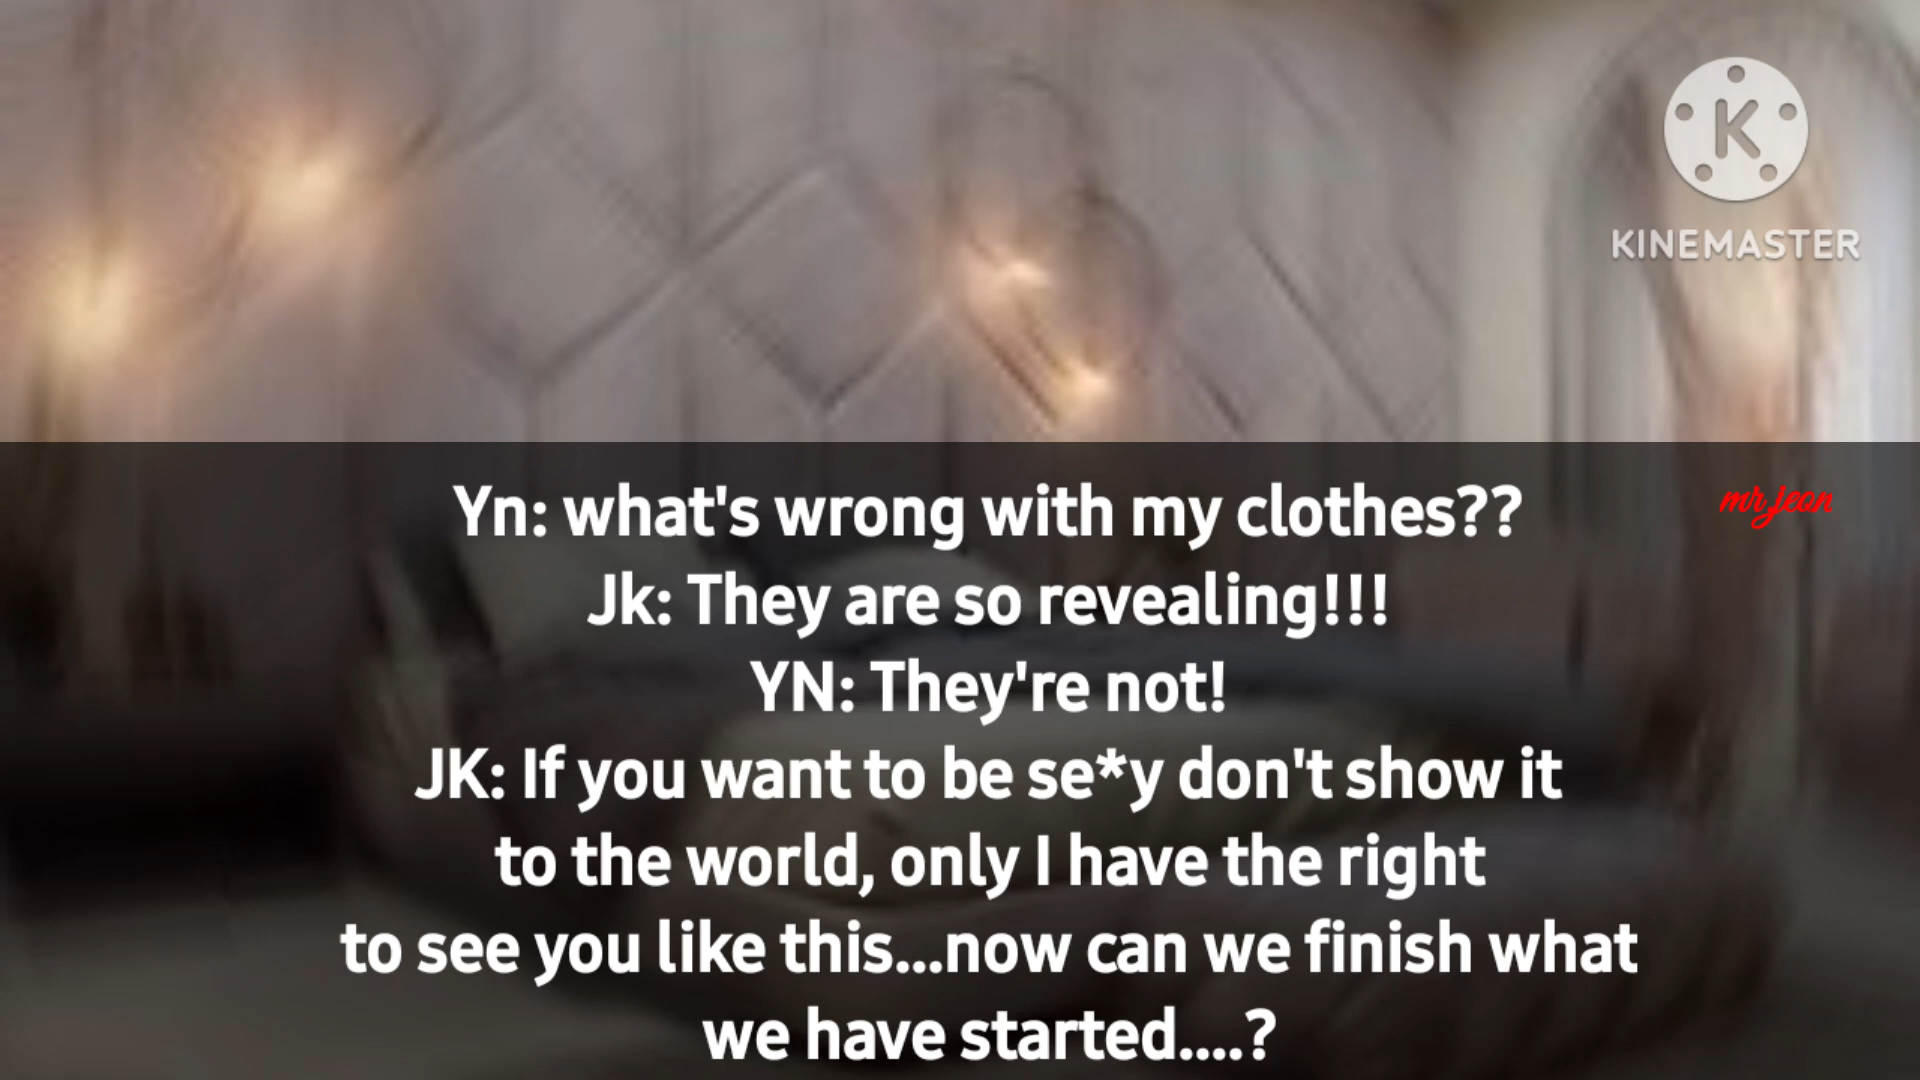 KINEMASTER
Yn: what's wrong with my clothes??
mr jean
Jk: They are so revealing!!!
YN: They're not!
JK: If you want to be se*y don't show it
to the world, only I have the right
to see you like this...now can we finish what
we have started....?